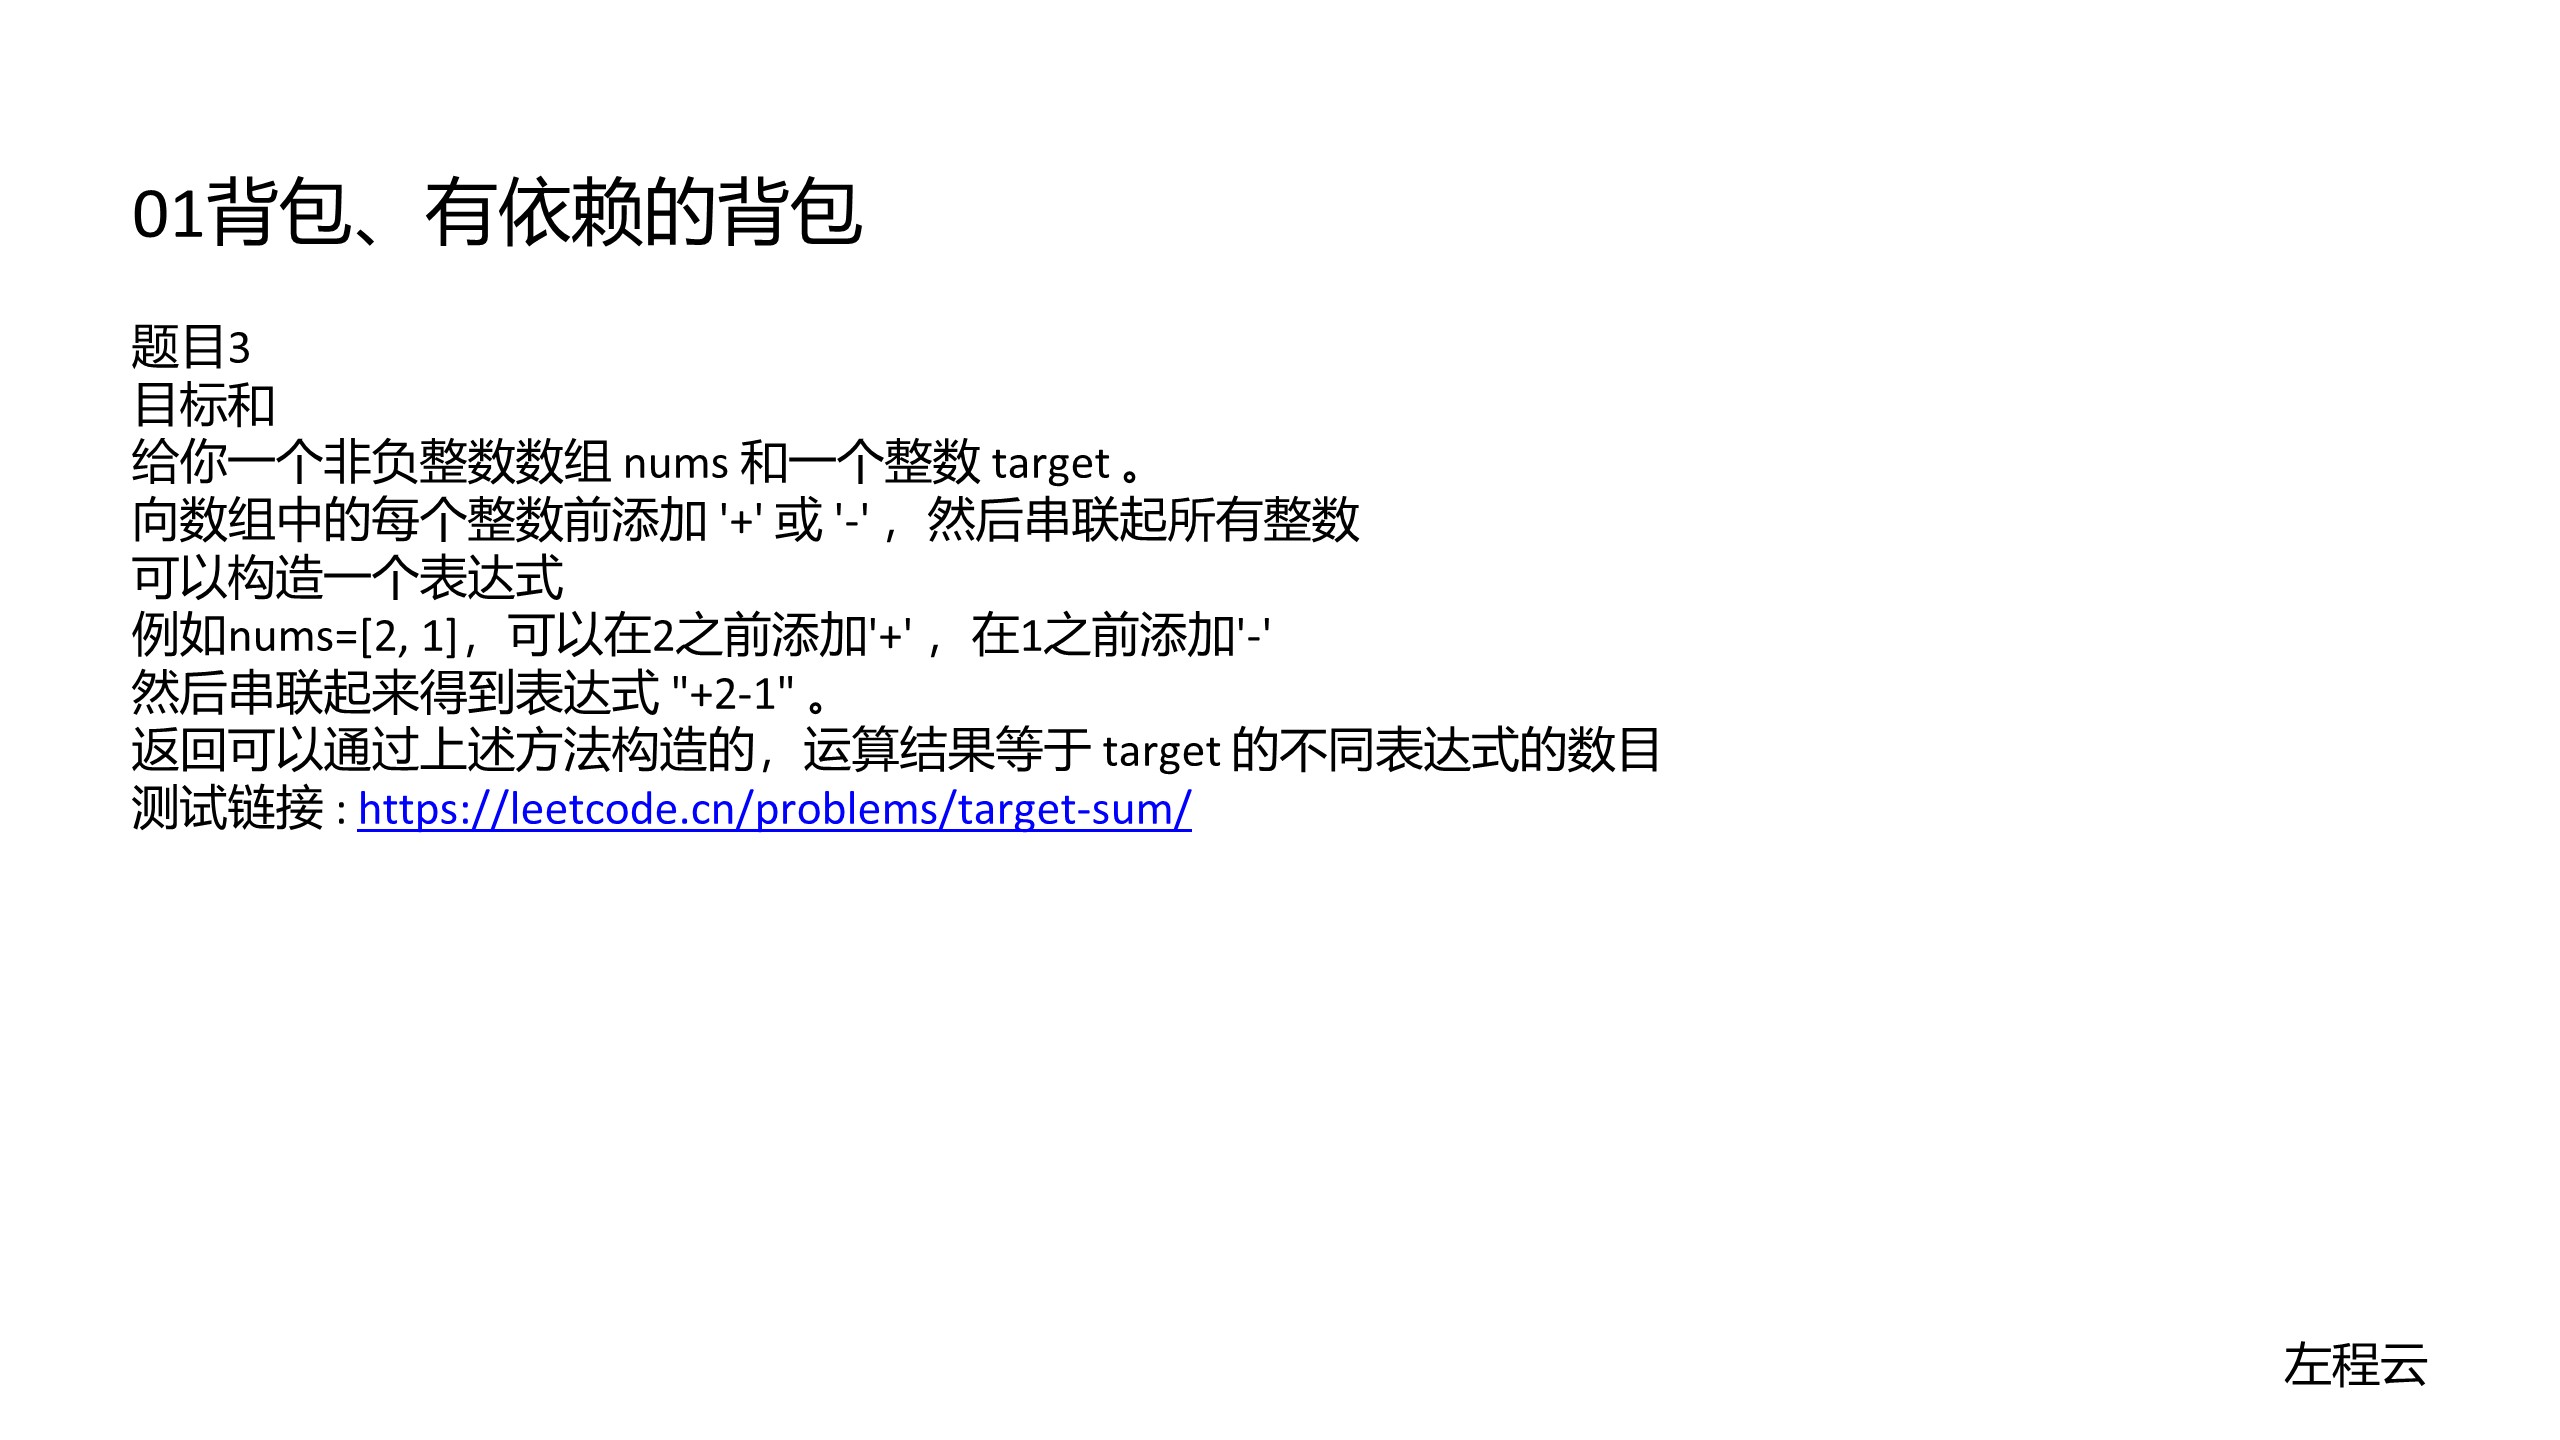 01背包、有依赖的背包
题目3
目标和
给你一个非负整数数组 nums 和一个整数 target 。
向数组中的每个整数前添加 '+' 或 '-' ，然后串联起所有整数
可以构造一个表达式
例如nums=[2, 1]，可以在2之前添加'+' ，在1之前添加'-'
然后串联起来得到表达式 "+2-1" 。
返回可以通过上述方法构造的，运算结果等于 target 的不同表达式的数目
测试链接 : https://leetcode.cn/problems/target-sum/
左程云